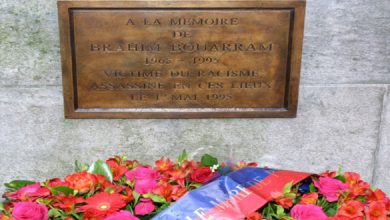 A LA MEMOIRE
DE
BRAHIM BOUARRAM
1965 - 1995
VICTIME DU RACISME
ASSASSINE EN CES LIEUX
LE 1ER MAI 1995